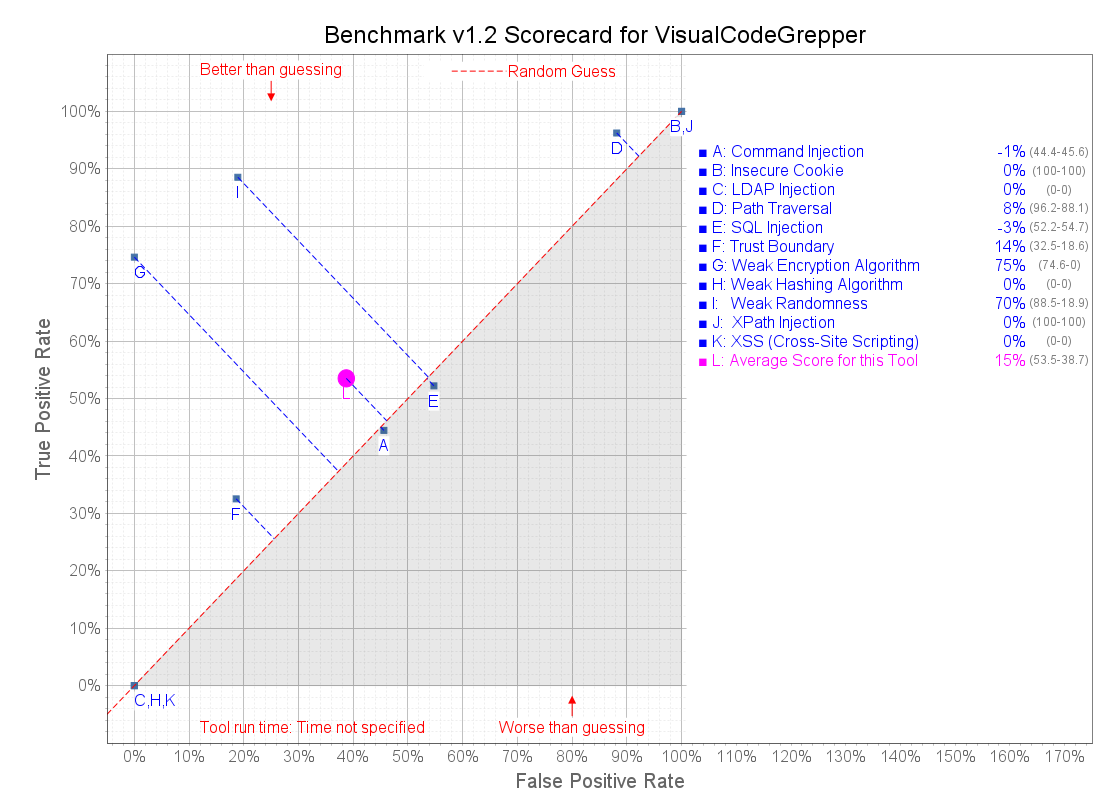 Benchmark v1.2 Scorecard for VisualCodeGrepper
Better than guessing
Random Guess
True Positive Rate
100%
90%
80%
70%
60%
50%
40%
30%
20%
10%
0%
B,J
D
I
G
L
E
A
F
C,H,K
A: Command Injection -1% (44.4-45.6)
B: Insecure Cookie 0% (100-100)
C: LDAP Injection 0% (0-0)
D: Path Traversal 8% (96.2-88.1)
E: SQL Injection -3% (52.2-54.7)
F: Trust Boundary 14% (32.5-18.6)
G: Weak Encryption Algorithm 75% (74.6-0)
H: Weak Hashing Algorithm 0% (0-0)
I: Weak Randomness 70% (88.5-18.9)
J: XPath Injection 0% (100-100)
K: XSS (Cross-Site Scripting) 0% (0-0)
L: Average Score for this Tool 15% (53.5-38.7)
Tool run time: Time not specified
Worse than guessing
0% 10% 20% 30% 40% 50% 60% 70% 80% 90% 100% 110% 120% 130% 140% 150% 160% 170%
False Positive Rate